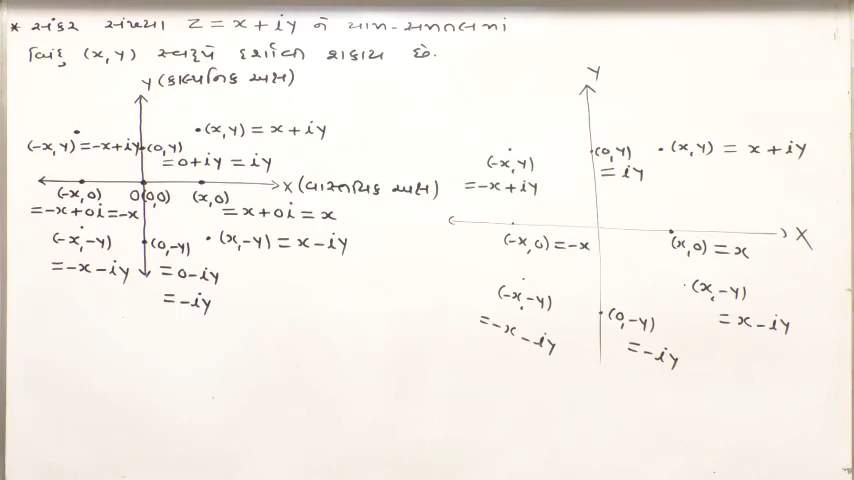 * સંકર સંખ્યા z = x + iy ને યામ-સમતલમાં
બિંદુ (x, y) સ્વરૂપે દર્શાવી શકાય છે.
Y (કાલ્પનિક અક્ષ)
(-x, y) = -x + iy
(0, y)
= 0 + iy = iy
(x, y) = x + iy
X (વાસ્તવિક અક્ષ)
(-x, 0)
= -x + 0i = -x
O(0,0)
(x, 0)
= x + 0i = x
(-x, -y)
= -x - iy
(0, -y)
= 0 - iy
= -iy
(x, -y) = x - iy
Y
(-x, y)
= -x + iy
(0, y)
= iy
(x, y) = x + iy
X
(-x, 0) = -x
(x, 0) = x
(-x, -y)
= -x - iy
(0, -y)
= -iy
(x, -y)
= x - iy